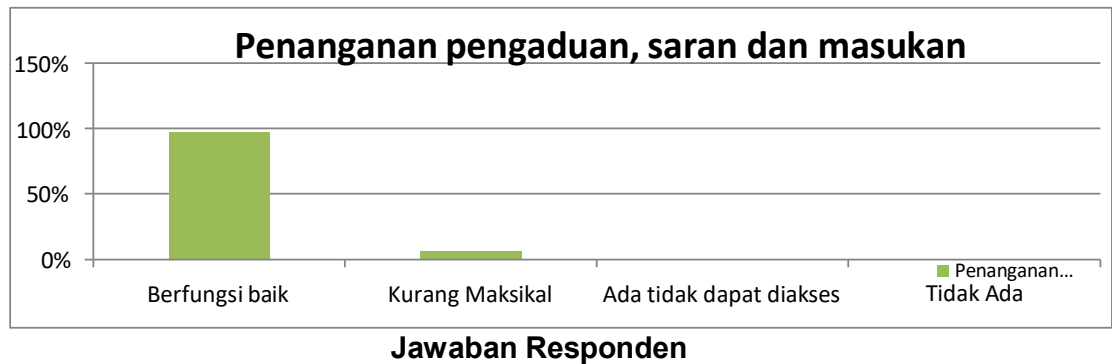 Penanganan pengaduan, saran dan masukan
150%
100%
50%
0%
Berfungsi baik
Kurang Maksikal
Ada tidak dapat diakses
Tidak Ada
Penanganan...
Jawaban Responden